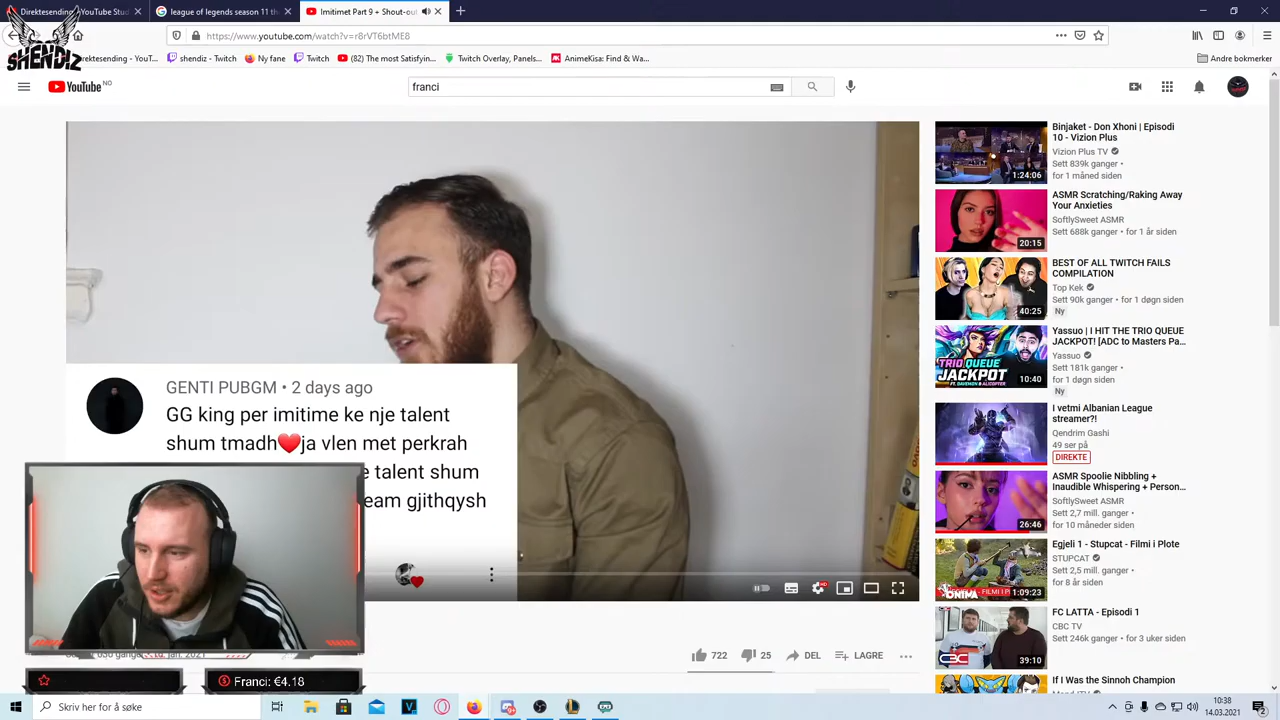 Direktesending - YouTube Stud
league of legends season 11 th
Imitimet Part 9 + Shout-ou
SHENDIZ
https://www.youtube.com/watch?v=r8rVT6btME8
rektesending - YouT...
shendiz - Twitch
Ny fane
Twitch
(82) The most Satisfyin...
Twitch Overlay, Panels...
AnimeKisa: Find & Wa...
Andre bokmerker
YouTube NO
franci
GENTI PUBGM • 2 days ago
GG king per imitime ke nje talent
shum tmadh❤️ja vlen met perkrah
e talent shum
eam gjithqysh
722
25
DEL
LAGRE
Franci: €4.18
Binjaket - Don Xhoni | Episodi
10 - Vizion Plus
Vizion Plus TV
Sett 839k ganger •
for 1 måned siden
1:24:06
ASMR Scratching/Raking Away
Your Anxieties
SoftlySweet ASMR
Sett 688k ganger • for 1 år siden
20:15
BEST OF ALL TWITCH FAILS
COMPILATION
Top Kek
Sett 90k ganger • for 1 døgn siden
Ny
40:25
Yassuo | I HIT THE TRIO QUEUE
JACKPOT! [ADC to Masters Pa...
Yassuo
Sett 181k ganger •
for 1 døgn siden
Ny
TRIO QUEUE
JACKPOT
10:40
I vetmi Albanian League
streamer?!
Qendrim Gashi
49 ser på
DIREKTE
ASMR Spoolie Nibbling +
Inaudible Whispering + Person...
SoftlySweet ASMR
Sett 2,7 mill. ganger •
for 10 måneder siden
26:46
Egjeli 1 - Stupcat - Filmi i Plote
STUPCAT
Sett 2,5 mill. ganger •
for 8 år siden
1:09:23
FC LATTA - Episodi 1
CBC TV
Sett 246k ganger • for 3 uker siden
39:10
If I Was the Sinnoh Champion
Skriv her for å søke
10:38
14.03.2021